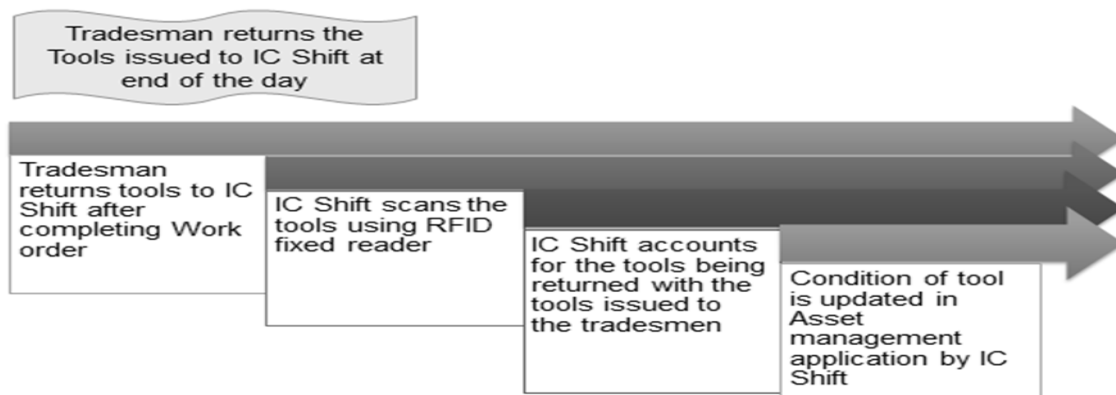 Tradesman returns the
Tools issued to IC Shift at
end of the day
Tradesman
returns tools to IC
Shift after
completing Work
order
IC Shift scans the
tools using RFID
fixed reader
IC Shift accounts
for the tools being
returned with the
tools issued to
the tradesmen
Condition of tool
is updated in
Asset
management
application by IC
Shift